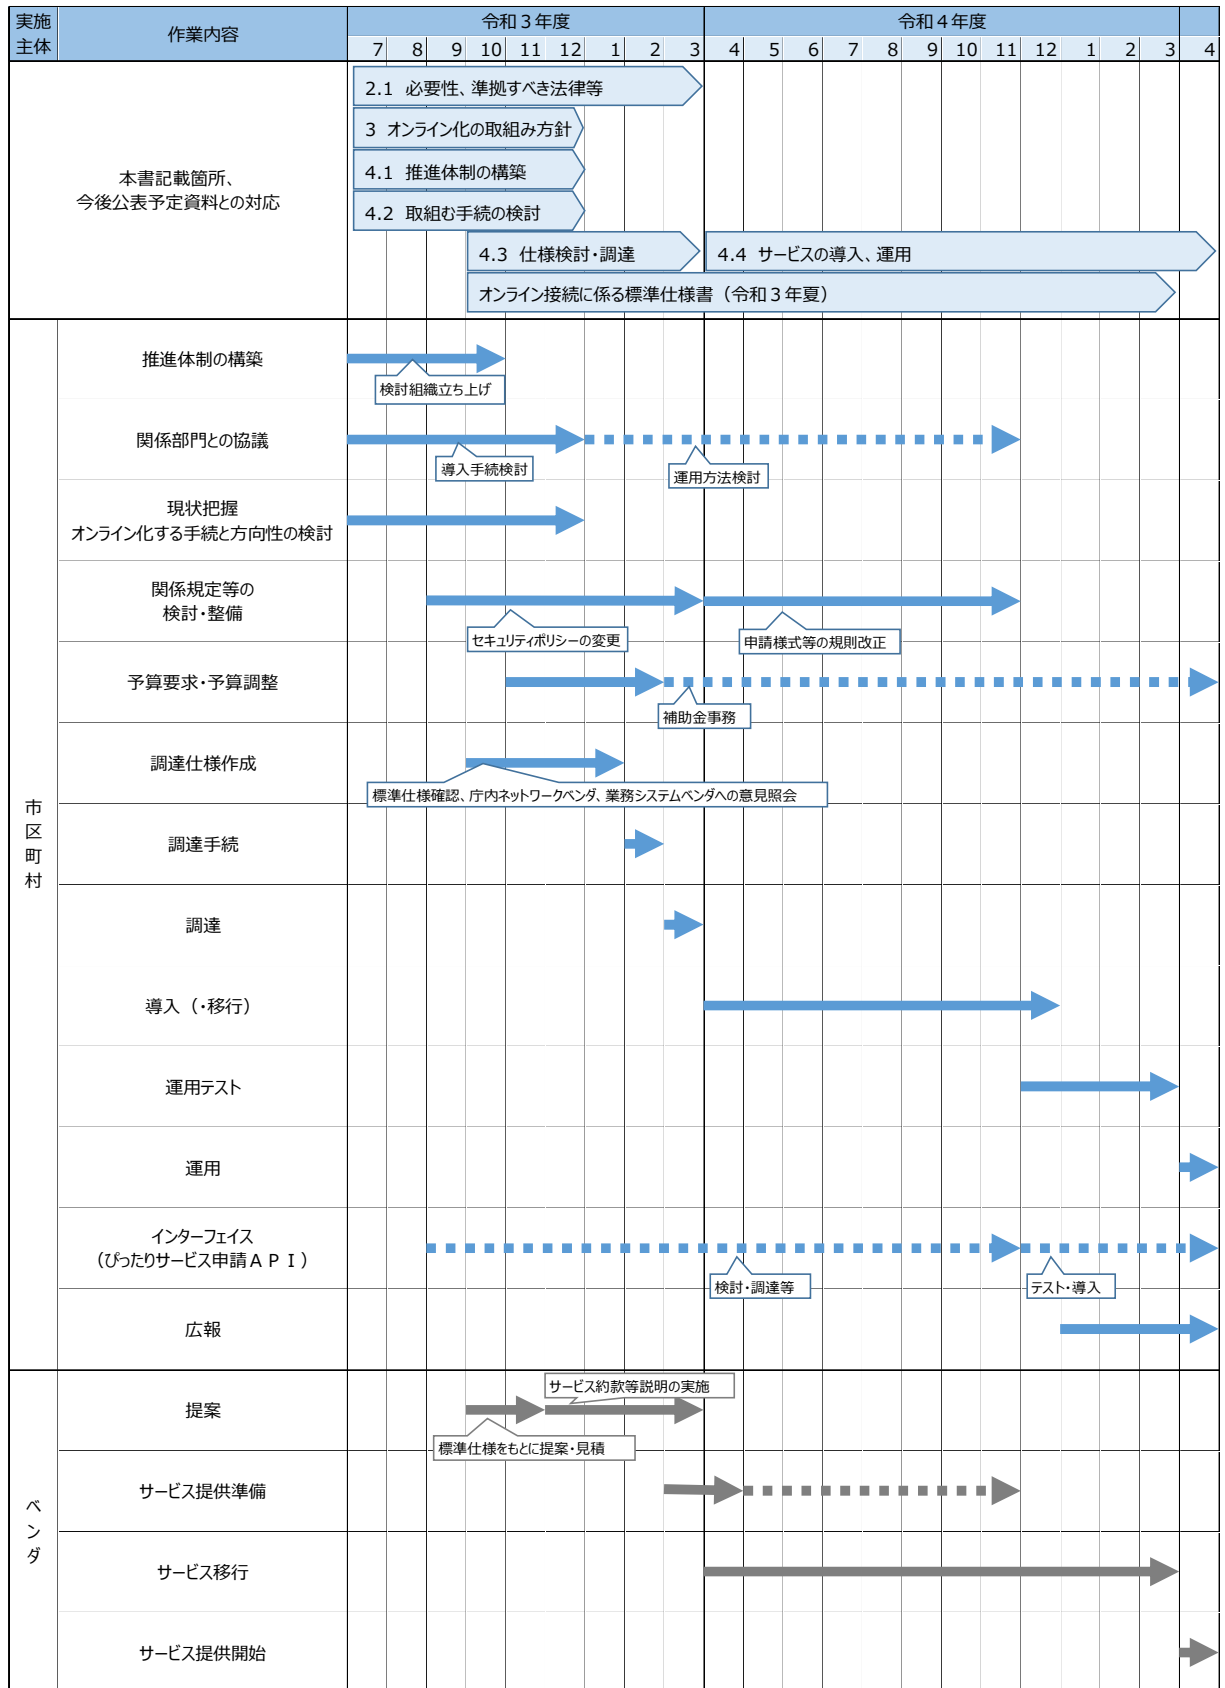 実施
主体
作業内容
令和３年度
令和４年度
7 8 9 10 11 12 1 2 3 4 5 6 7 8 9 10 11 12 1 2 3 4
本書記載箇所、
今後公表予定資料との対応
2.1 必要性、準拠すべき法律等
3 オンライン化の取組み方針
4.1 推進体制の構築
4.2 取組む手続の検討
4.3 仕様検討・調達
4.4 サービスの導入、運用
オンライン接続に係る標準仕様書（令和３年夏）
市
区
町
村
推進体制の構築
検討組織立ち上げ
関係部門との協議
導入手続検討
運用方法検討
現状把握
オンライン化する手続と方向性の検討
関係規定等の
検討・整備
セキュリティポリシーの変更
申請様式等の規則改正
予算要求・予算調整
補助金事務
調達仕様作成
標準仕様確認、庁内ネットワークベンダ、業務システムベンダへの意見照会
調達手続
調達
導入（・移行）
運用テスト
運用
インターフェイス
（ぴったりサービス申請ＡＰＩ）
検討・調達等
テスト・導入
広報
ベ
ン
ダ
提案
サービス約款等説明の実施
標準仕様をもとに提案・見積
サービス提供準備
サービス移行
サービス提供開始